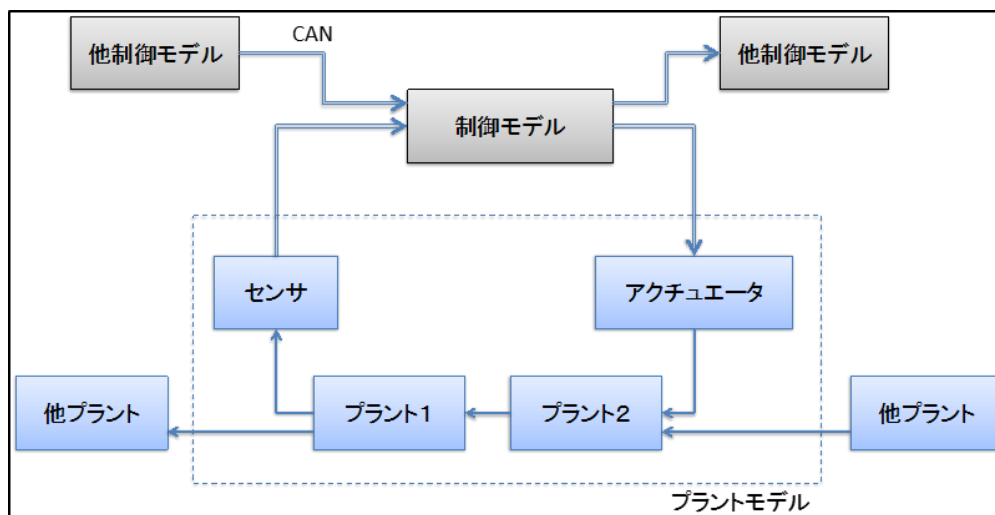 CAN
他制御モデル
他制御モデル
制御モデル
センサ
アクチュエータ
他プラント
プラント1
プラント2
他プラント
プラントモデル